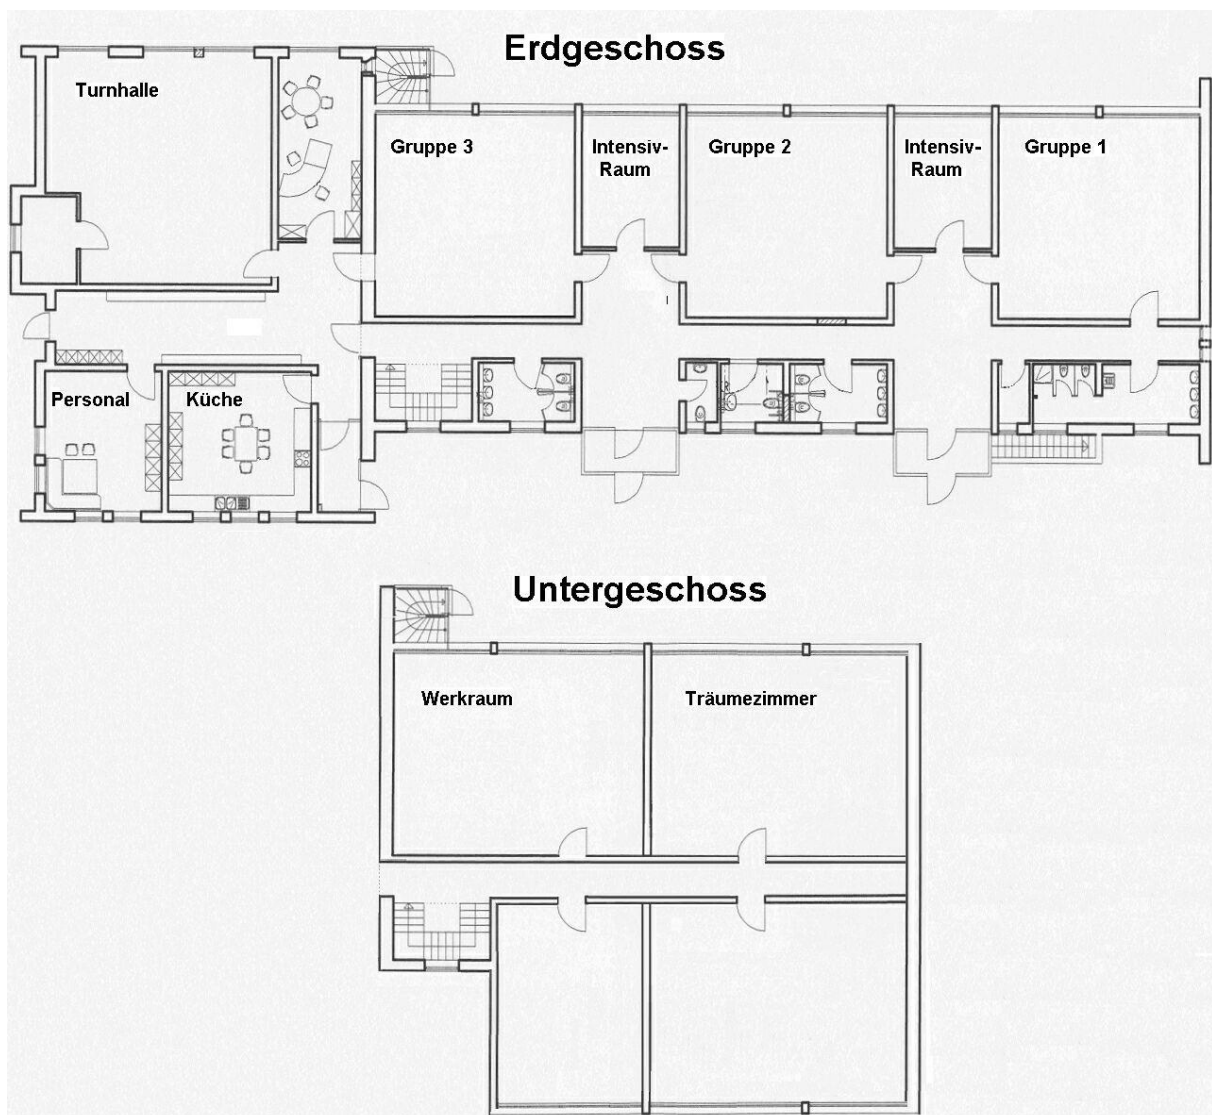 Erdgeschoss
Turnhalle
Gruppe 3
Intensiv-
Raum
Gruppe 2
Intensiv-
Raum
Gruppe 1
Personal
Küche
Untergeschoss
Werkraum
Träumezimmer